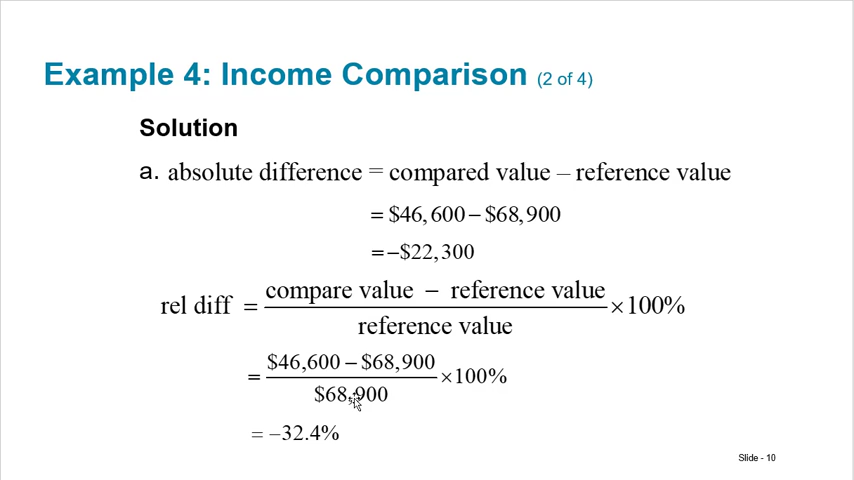 Example 4: Income Comparison (2 of 4)
Solution
a. absolute difference = compared value – reference value
= $46,600 – $68,900
= –$22,300
rel diff = compare value – reference value / reference value × 100%
= $46,600 – $68,900 / $68,900 × 100%
= –32.4%
Slide - 10